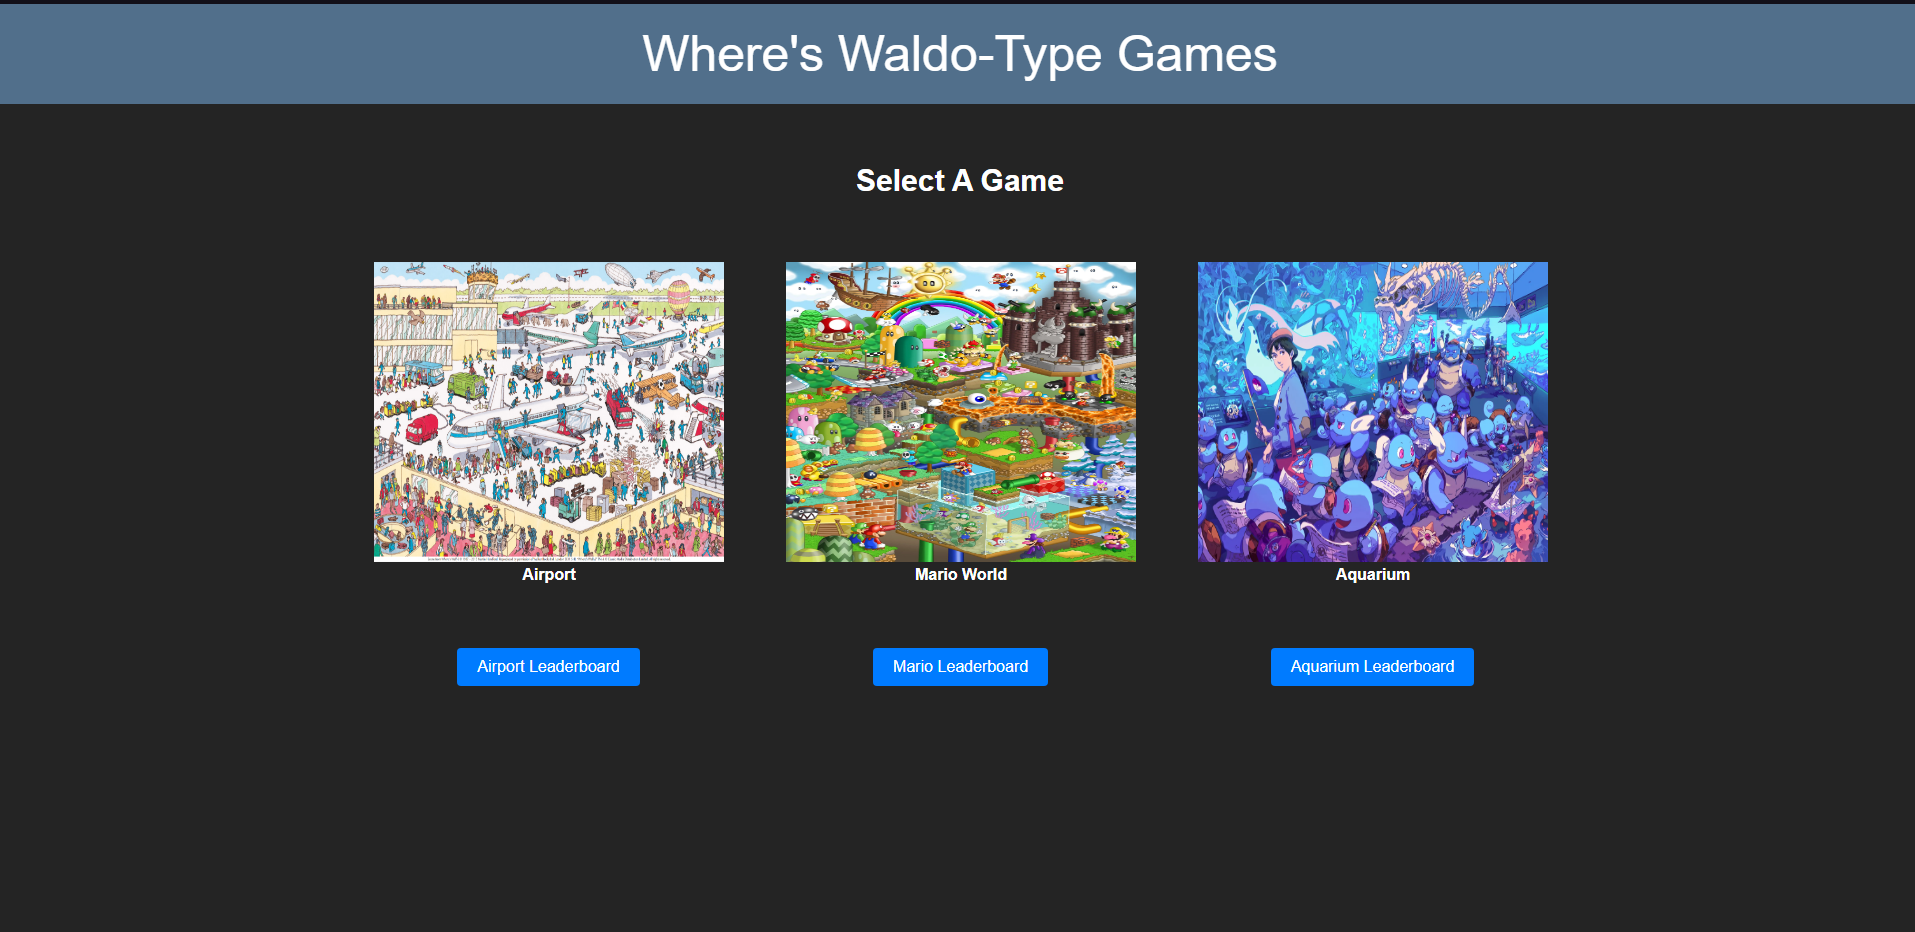 Where's Waldo-Type Games
Select A Game
Airport
Mario World
Aquarium
Airport Leaderboard
Mario Leaderboard
Aquarium Leaderboard